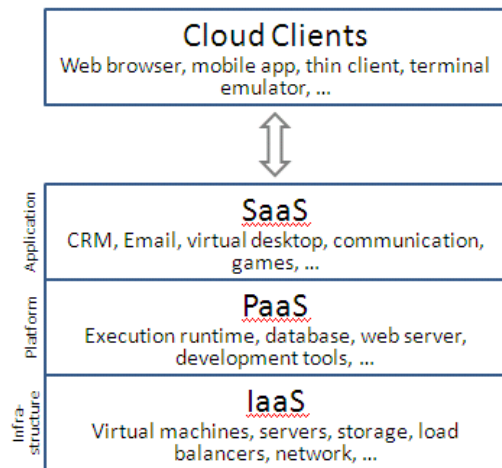 Cloud Clients
Web browser, mobile app, thin client, terminal
emulator, ...
Application
SaaS
CRM, Email, virtual desktop, communication,
games, ...
Platform
PaaS
Execution runtime, database, web server,
development tools, ...
Infra-
structure
IaaS
Virtual machines, servers, storage, load
balancers, network, ...